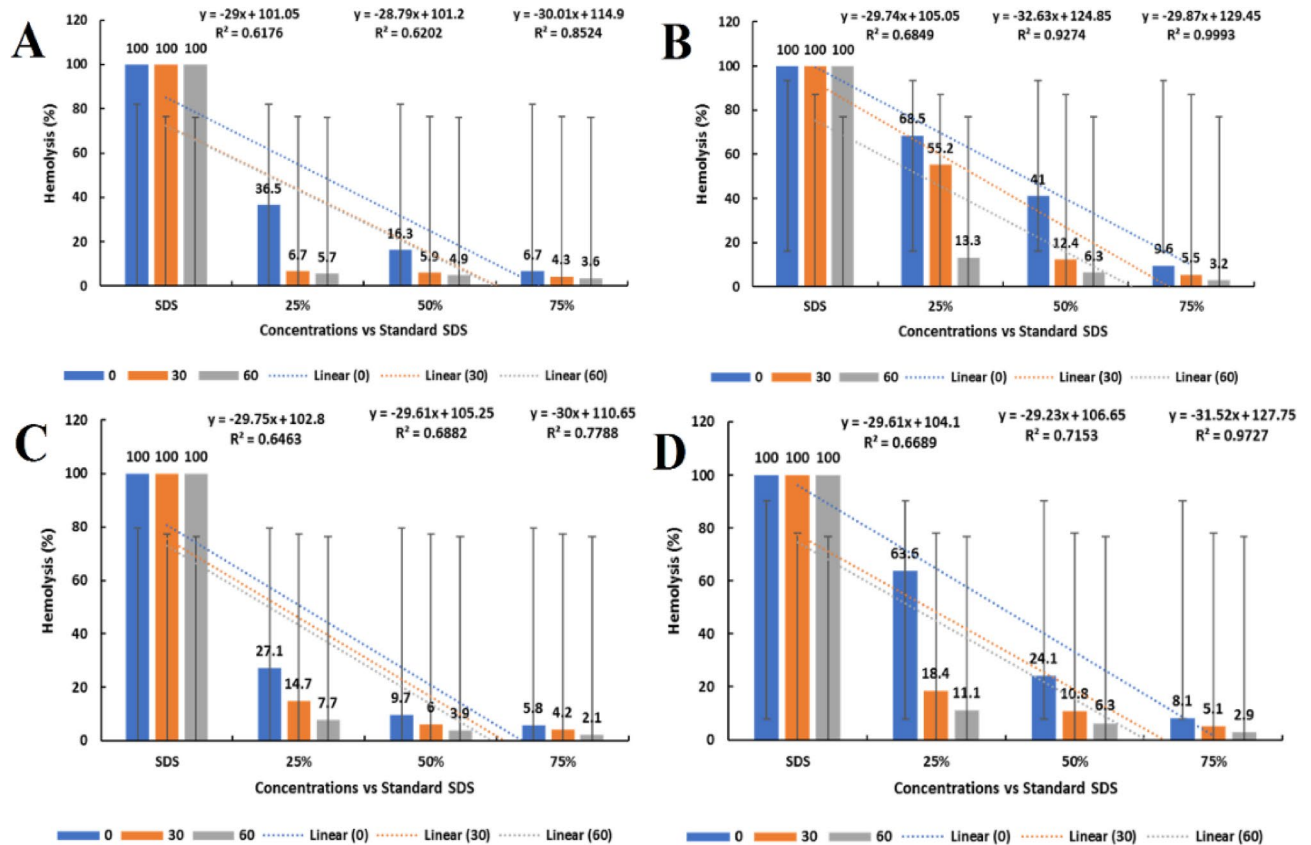 A
y = -29x + 101.05 y = -28.79x + 101.2 y = -30.01x + 114.9
R² = 0.6176 R² = 0.6202 R² = 0.8524
Hemolysis (%)
120
100
80
60
40
20
0
100 100 100
36.5 6.7 5.7
16.3 5.9 4.9
6.7 4.3 3.6
SDS 25% 50% 75%
Concentrations vs Standard SDS
0 30 60 Linear (0) Linear (30) Linear (60)
B
y = -29.74x + 105.05 y = -32.63x + 124.85 y = -29.87x + 129.45
R² = 0.6849 R² = 0.9274 R² = 0.9993
Hemolysis (%)
120
100
80
60
40
20
0
100 100 100
68.5 55.2 13.3
41 12.4 6.3
9.6 5.5 3.2
SDS 25% 50% 75%
Concentrations vs Standard SDS
0 30 60 Linear (0) Linear (30) Linear (60)
C
y = -29.75x + 102.8 y = -29.61x + 105.25 y = -30x + 110.65
R² = 0.6463 R² = 0.6882 R² = 0.7788
Hemolysis (%)
120
100
80
60
40
20
0
100 100 100
27.1 14.7 7.7
9.7 6 3.9
5.8 4.2 2.1
SDS 25% 50% 75%
Concentrations vs Standard SDS
0 30 60 Linear (0) Linear (30) Linear (60)
D
y = -29.61x + 104.1 y = -29.23x + 106.65 y = -31.52x + 127.75
R² = 0.6689 R² = 0.7153 R² = 0.9727
Hemolysis (%)
120
100
80
60
40
20
0
100 100 100
63.6 18.4 11.1
24.1 10.8 6.3
8.1 5.1 2.9
SDS 25% 50% 75%
Concentrations vs Standard SDS
0 30 60 Linear (0) Linear (30) Linear (60)